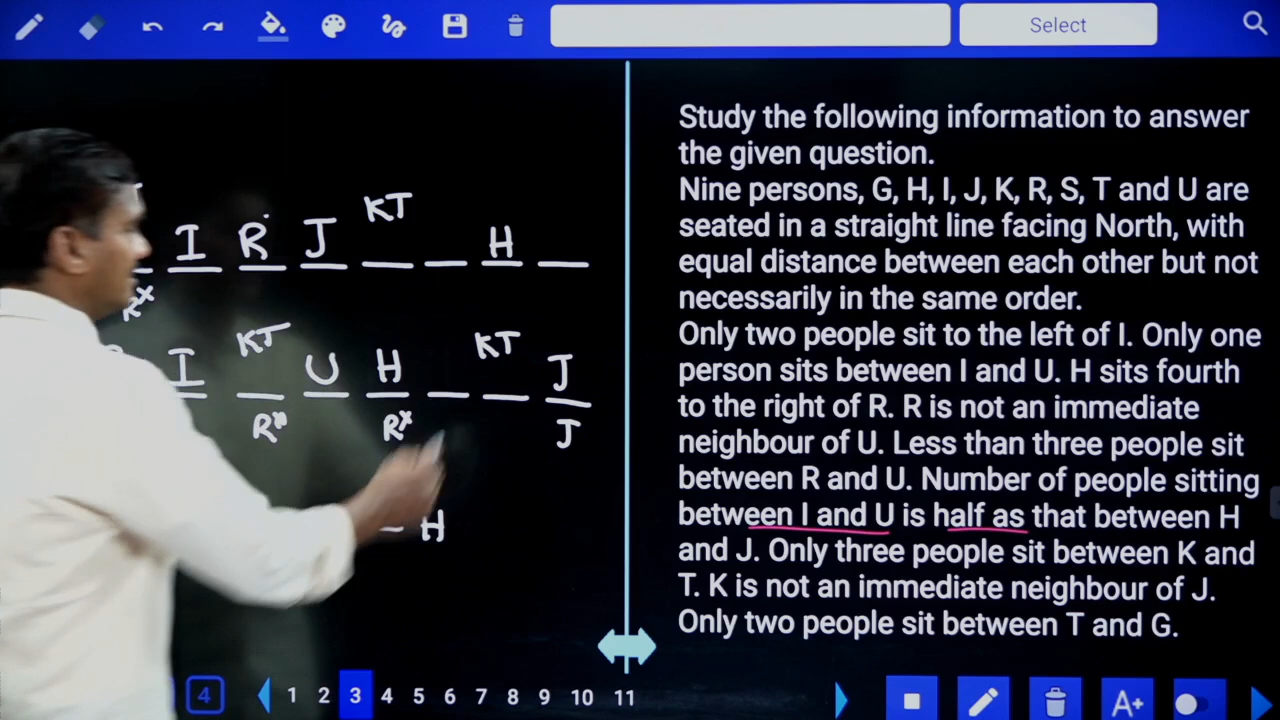 Select
Study the following information to answer
the given question.
Nine persons, G, H, I, J, K, R, S, T and U are
seated in a straight line facing North, with
equal distance between each other but not
necessarily in the same order.
Only two people sit to the left of I. Only one
person sits between I and U. H sits fourth
to the right of R. R is not an immediate
neighbour of U. Less than three people sit
between R and U. Number of people sitting
between I and U is half as that between H
and J. Only three people sit between K and
T. K is not an immediate neighbour of J.
Only two people sit between T and G.
KT
I R J H
R×
KT KT
I U H J
R× R× J
– H
4 1 2 3 4 5 6 7 8 9 10 11
A+